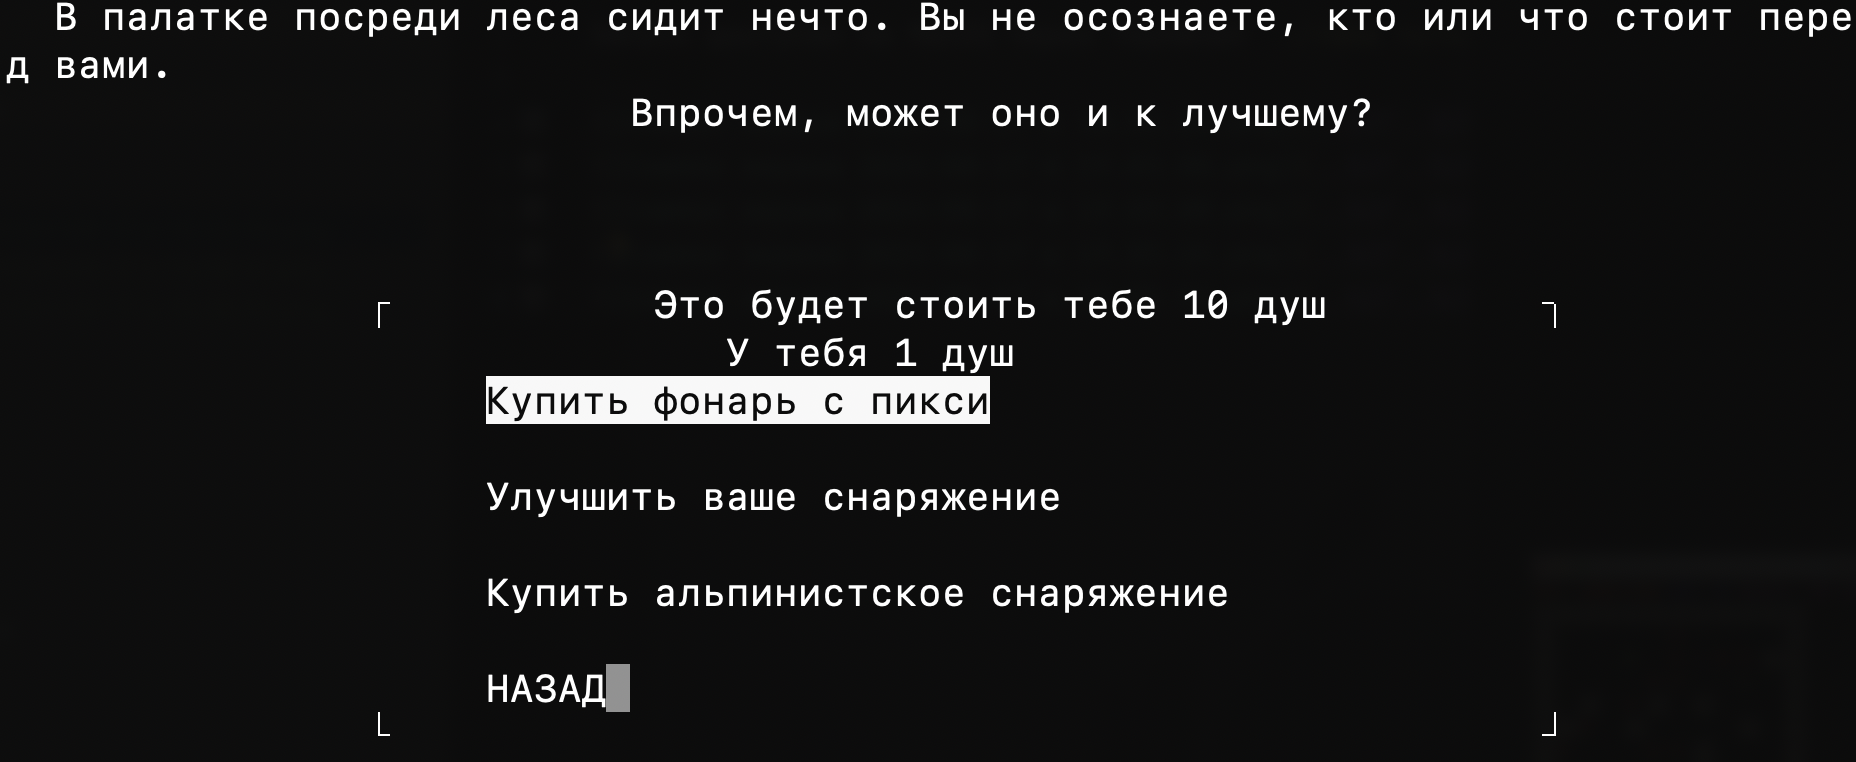 В палатке посреди леса сидит нечто. Вы не осознаете, кто или что стоит пере
д вами.
Впрочем, может оно и к лучшему?
Это будет стоить тебе 10 душ
У тебя 1 душ
Купить фонарь с пикси
Улучшить ваше снаряжение
Купить альпинистское снаряжение
НАЗАД